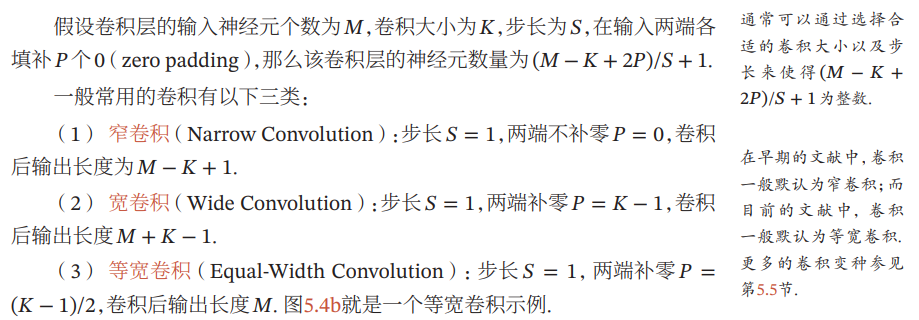 假设卷积层的输入神经元个数为 M,卷积大小为 K,步长为 S,在输入两端各
填补 P 个 0(zero padding),那么该卷积层的神经元数量为 (M − K + 2P)/S + 1.
一般常用的卷积有以下三类:
(1) 窄卷积(Narrow Convolution):步长 S = 1,两端不补零 P = 0,卷积
后输出长度为 M − K + 1.
(2) 宽卷积(Wide Convolution):步长 S = 1,两端补零 P = K − 1,卷积
后输出长度 M + K − 1.
(3) 等宽卷积(Equal-Width Convolution):步长 S = 1, 两端补零 P =
(K − 1)/2,卷积后输出长度 M. 图5.4b就是一个等宽卷积示例.
通常可以通过选择合
适的卷积大小以及步
长来使得 (M − K +
2P)/S + 1 为整数.
在早期的文献中,卷积
一般默认为窄卷积;而
目前的文献中, 卷积
一般默认为等宽卷积.
更多的卷积变种参见
第5.5节.